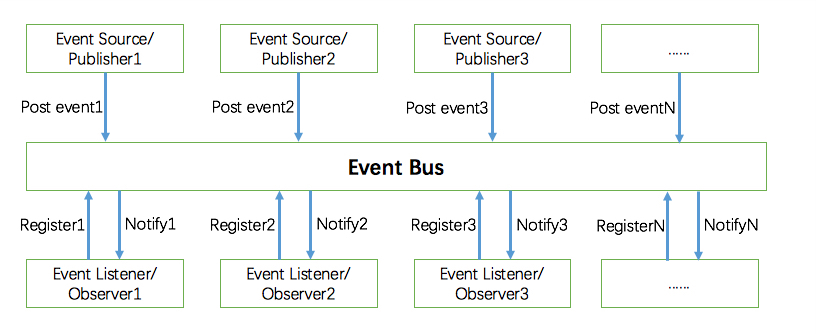 Event Source/
Publisher1
Event Source/
Publisher2
Event Source/
Publisher3
......
Post event1
Post event2
Post event3
Post eventN
Event Bus
Register1
Notify1
Register2
Notify2
Register3
Notify3
RegisterN
NotifyN
Event Listener/
Observer1
Event Listener/
Observer2
Event Listener/
Observer3
......